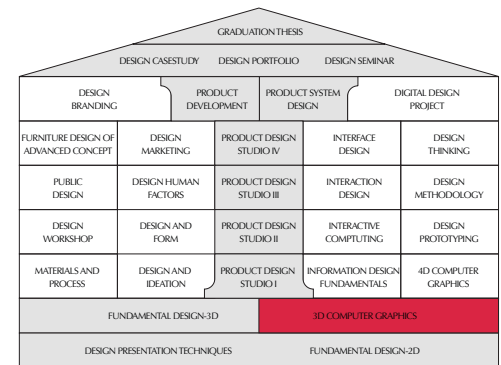 GRADUATION THESIS
DESIGN CASESTUDY DESIGN PORTFOLIO DESIGN SEMINAR
DESIGN
BRANDING
PRODUCT
DEVELOPMENT
PRODUCT SYSTEM
DESIGN
DIGITAL DESIGN
PROJECT
FURNITURE DESIGN OF
ADVANCED CONCEPT
DESIGN
MARKETING
PRODUCT DESIGN
STUDIO IV
INTERFACE
DESIGN
DESIGN
THINKING
PUBLIC
DESIGN
DESIGN HUMAN
FACTORS
PRODUCT DESIGN
STUDIO III
INTERACTION
DESIGN
DESIGN
METHODOLOGY
DESIGN
WORKSHOP
DESIGN AND
FORM
PRODUCT DESIGN
STUDIO II
INTERACTIVE
COMPTUTING
DESIGN
PROTOTYPING
MATERIALS AND
PROCESS
DESIGN AND
IDEATION
PRODUCT DESIGN
STUDIO I
INFORMATION DESIGN
FUNDAMENTALS
4D COMPUTER
GRAPHICS
FUNDAMENTAL DESIGN-3D
3D COMPUTER GRAPHICS
DESIGN PRESENTATION TECHNIQUES FUNDAMENTAL DESIGN-2D